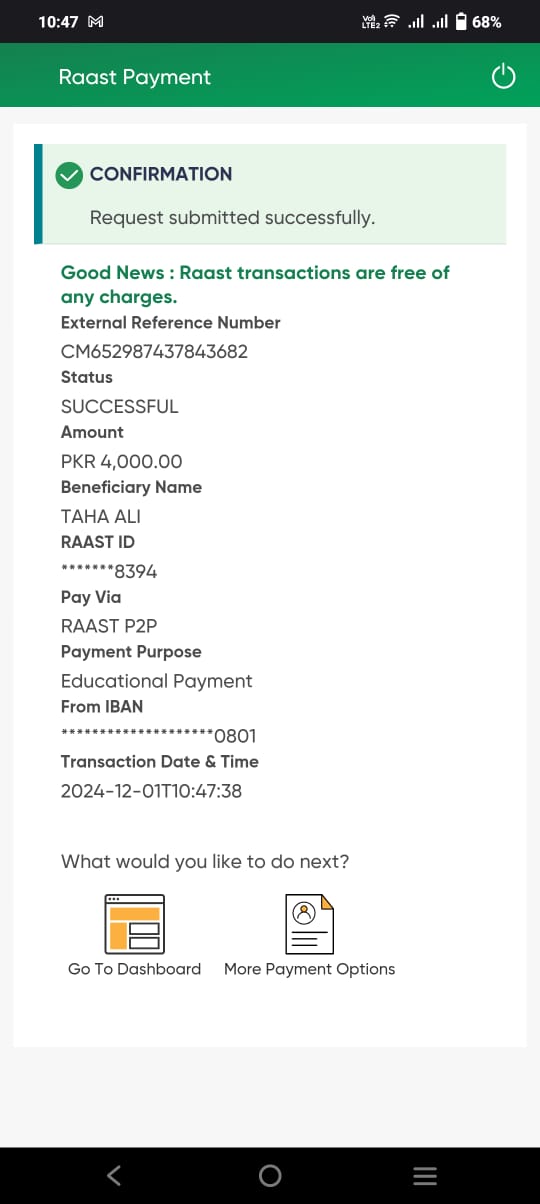 10:47 M VoI LTE2 68%
Raast Payment
CONFIRMATION
Request submitted successfully.
Good News : Raast transactions are free of
any charges.
External Reference Number
CM652987437843682
Status
SUCCESSFUL
Amount
PKR 4,000.00
Beneficiary Name
TAHA ALI
RAAST ID
*******8394
Pay Via
RAAST P2P
Payment Purpose
Educational Payment
From IBAN
********************0801
Transaction Date & Time
2024-12-01T10:47:38
What would you like to do next?
Go To Dashboard More Payment Options